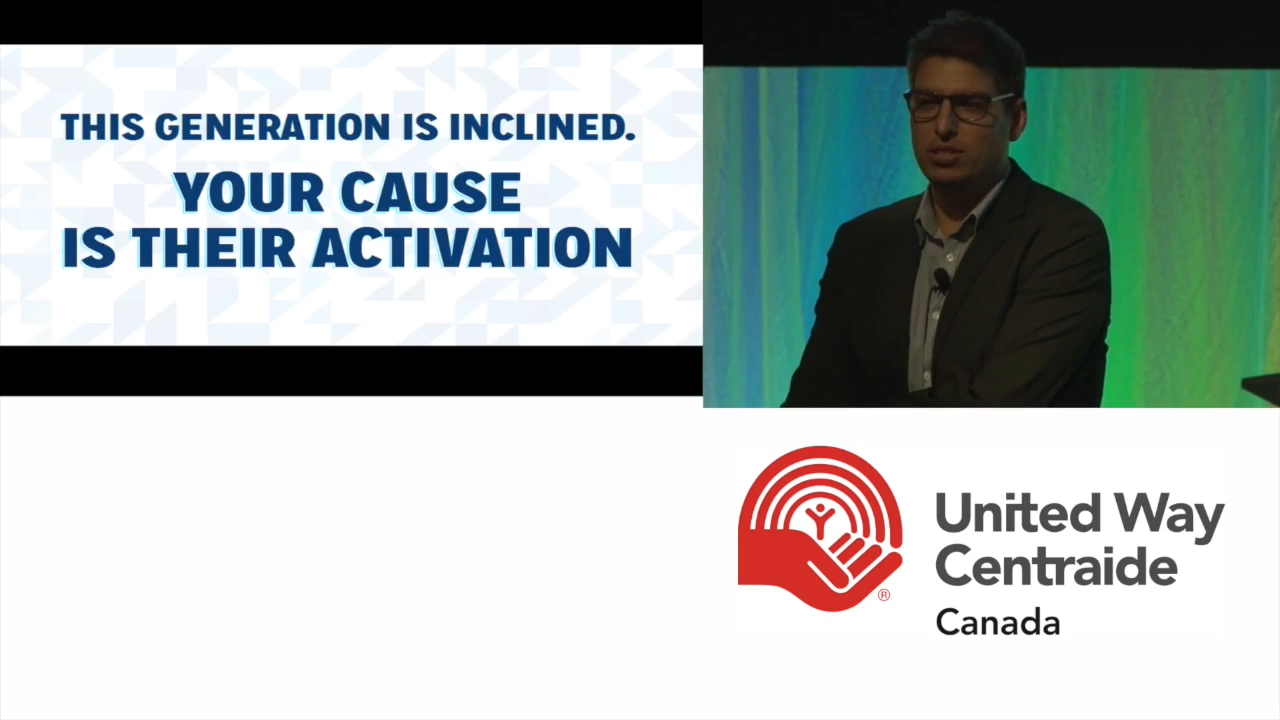 THIS GENERATION IS INCLINED.
YOUR CAUSE
IS THEIR ACTIVATION
United Way
Centraide
Canada
®